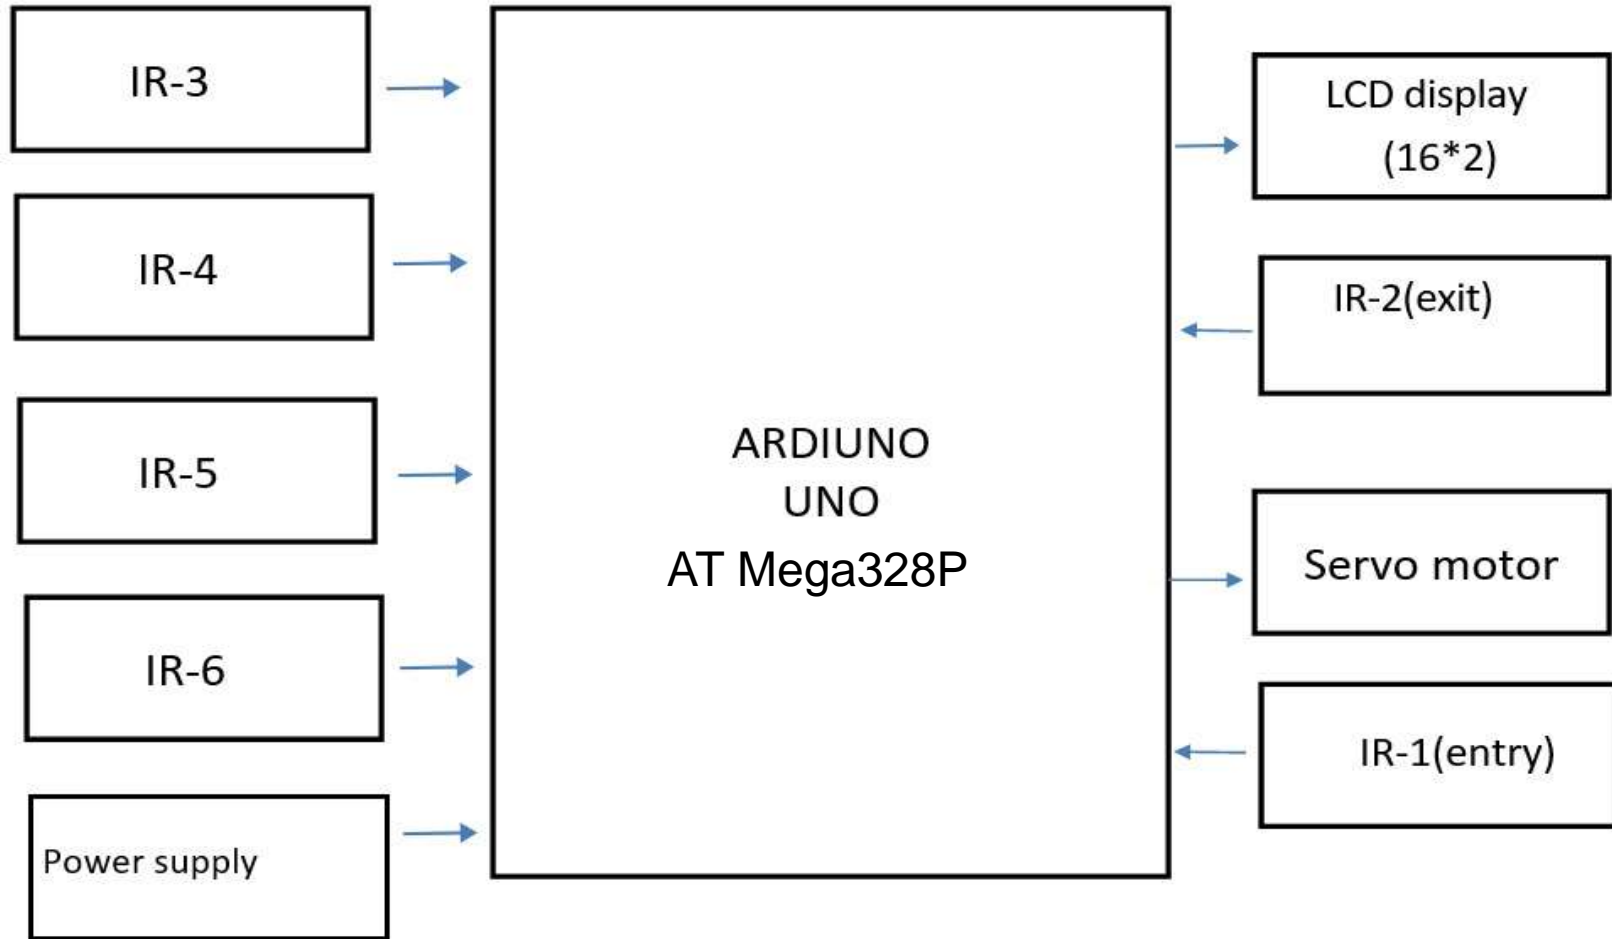 IR-3
IR-4
IR-5
IR-6
Power supply
ARDIUNO
UNO
AT Mega328P
LCD display
(16*2)
IR-2(exit)
Servo motor
IR-1(entry)